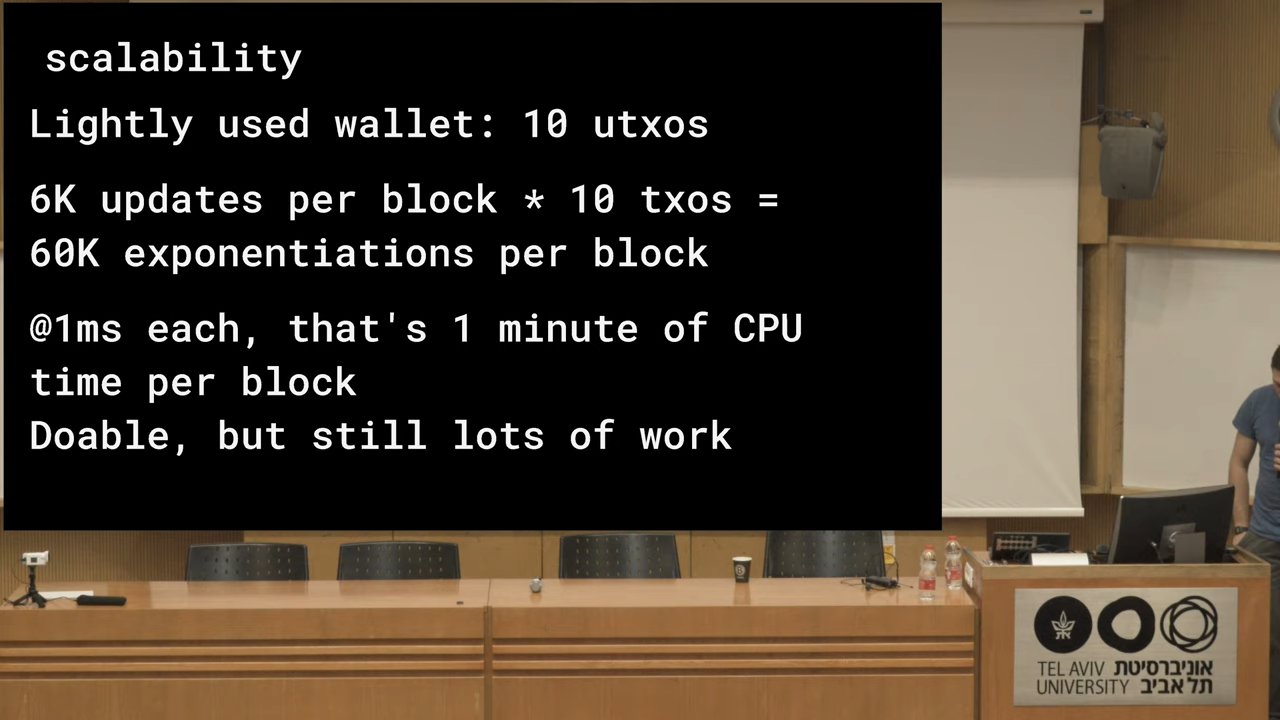 scalability
Lightly used wallet: 10 utxos
6K updates per block * 10 txos =
60K exponentiations per block
@1ms each, that's 1 minute of CPU
time per block
Doable, but still lots of work
TEL AVIV אוניברסיטת
UNIVERSITY תל אביב